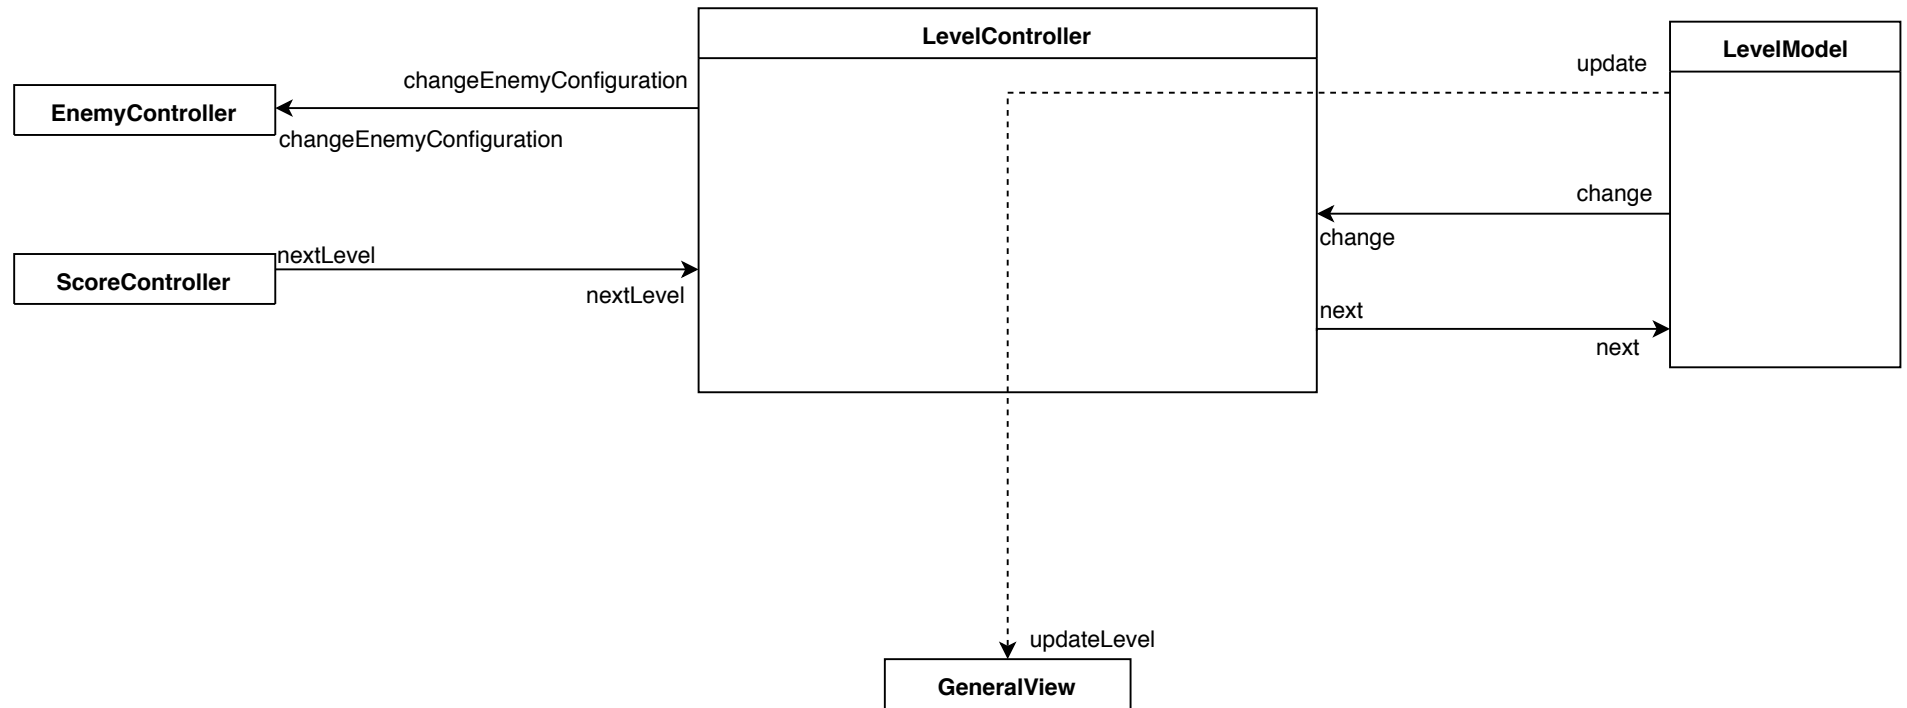 LevelController
LevelModel
update
changeEnemyConfiguration
EnemyController
changeEnemyConfiguration
change
change
nextLevel
ScoreController
nextLevel
next
next
updateLevel
GeneralView